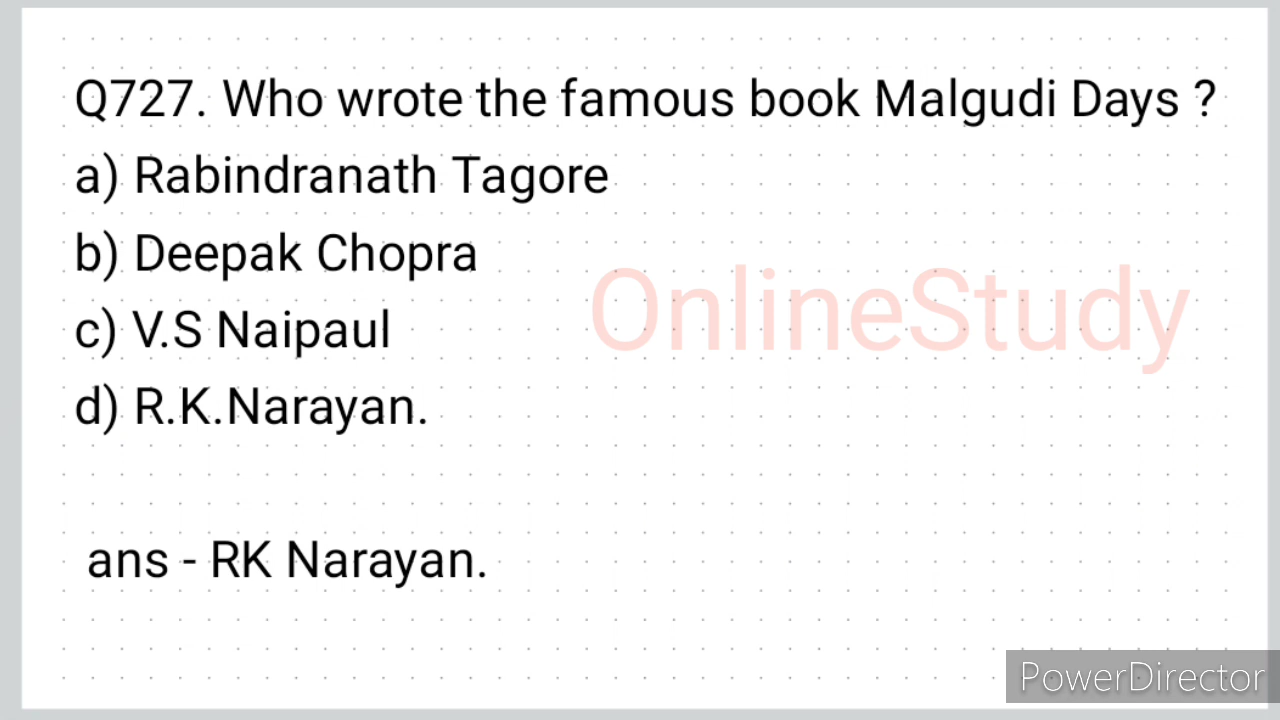 Q727. Who wrote the famous book Malgudi Days ?
a) Rabindranath Tagore
b) Deepak Chopra
c) V.S Naipaul
d) R.K.Narayan.
OnlineStudy
ans - RK Narayan.
PowerDirector